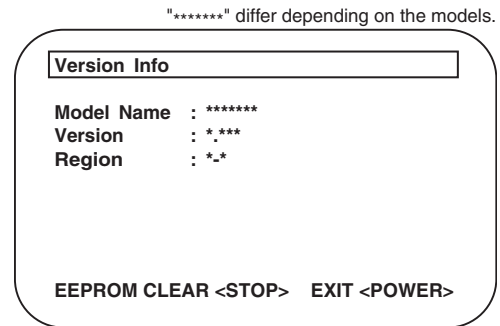 "*******" differ depending on the models.
Version Info
Model Name : *******
Version : *.***
Region : *-*
EEPROM CLEAR <STOP> EXIT <POWER>